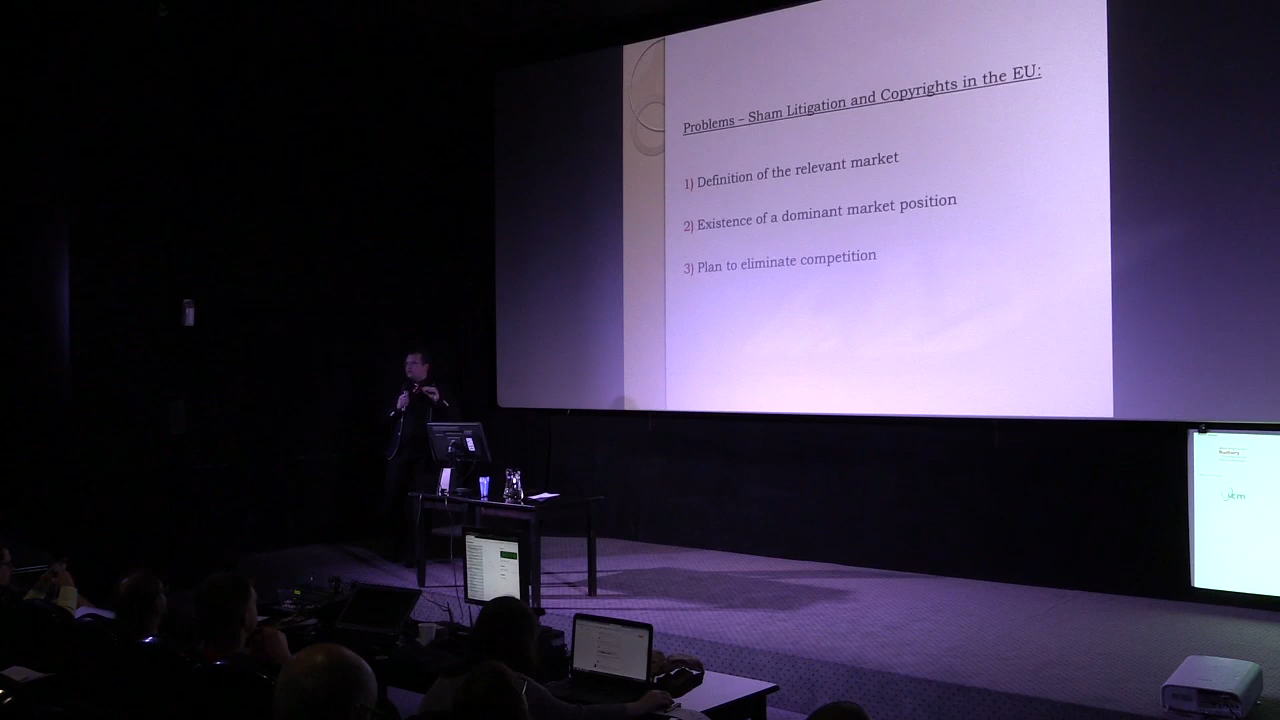 Problems – Sham Litigation and Copyrights in the EU:
1) Definition of the relevant market
2) Existence of a dominant market position
3) Plan to eliminate competition